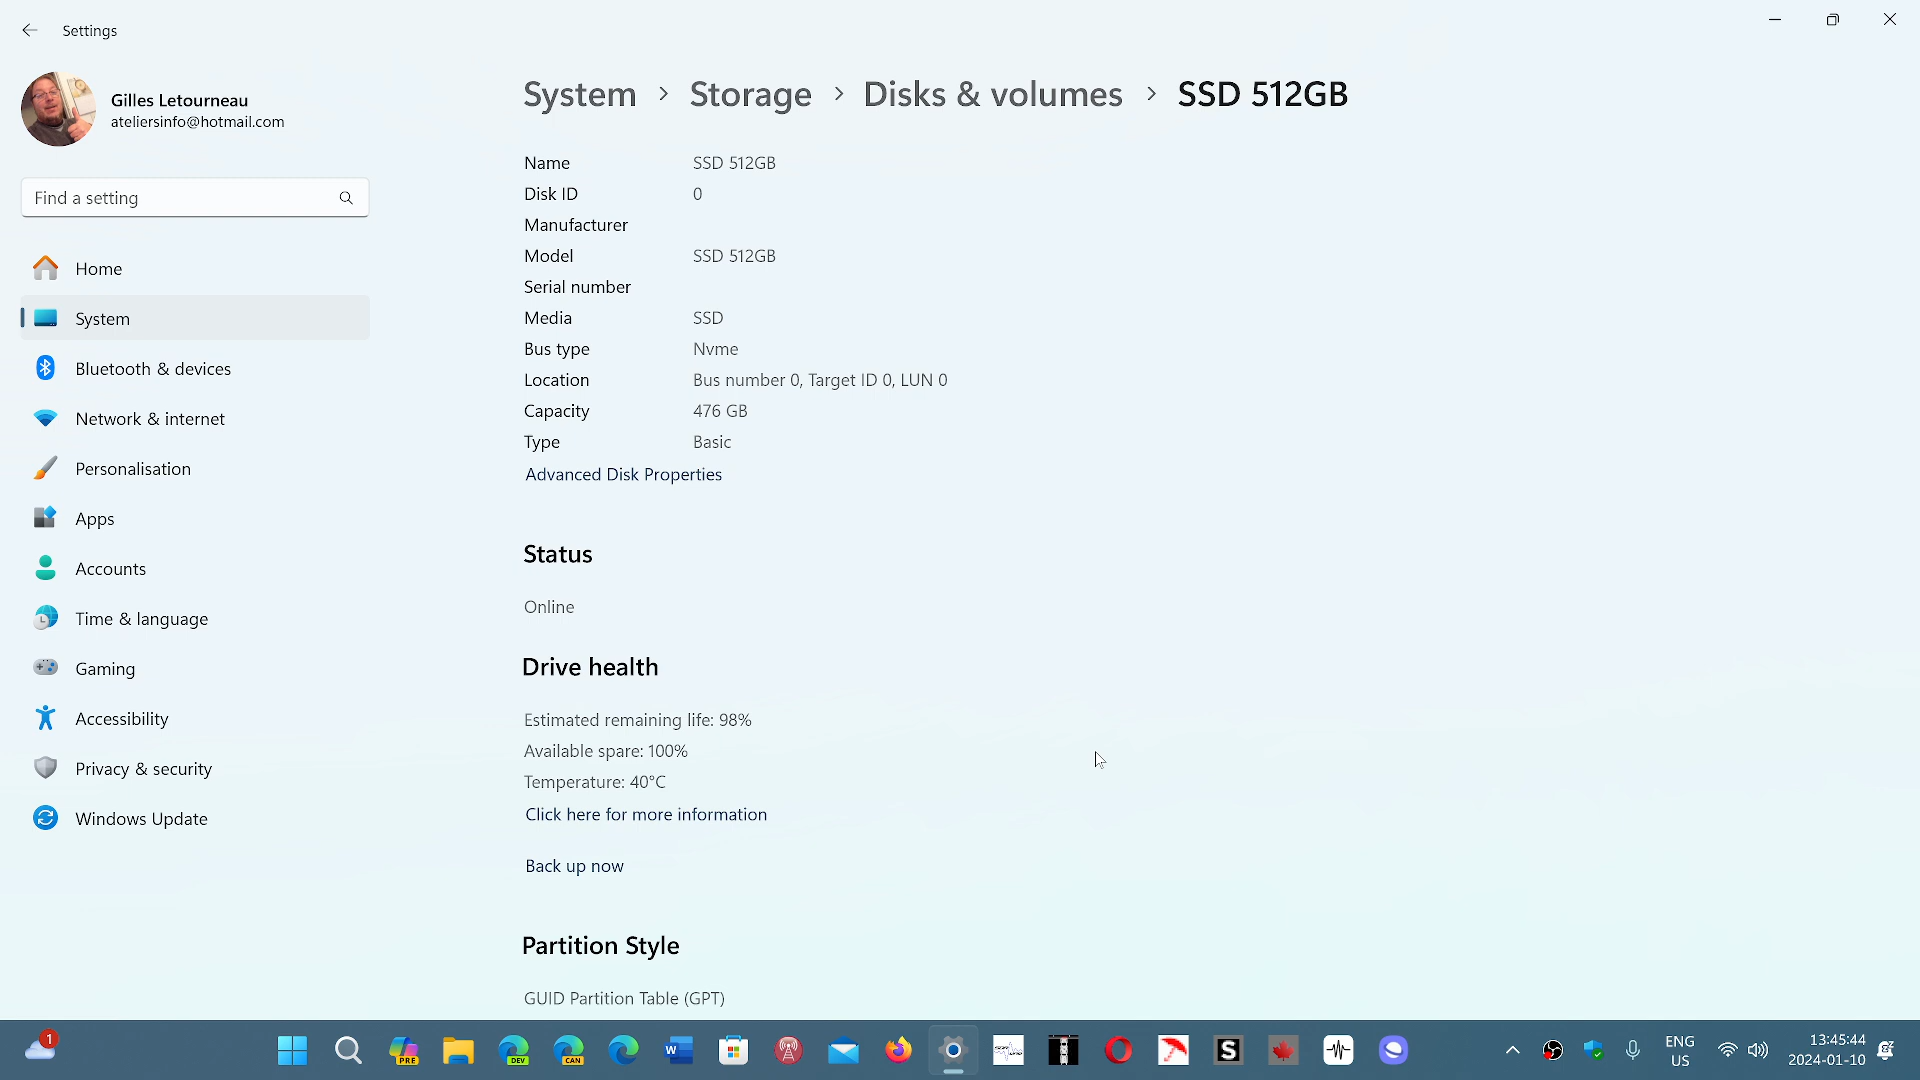 Settings
Gilles Letourneau
ateliersinfo@hotmail.com
Find a setting
Home
System
Bluetooth & devices
Network & internet
Personalisation
Apps
Accounts
Time & language
Gaming
Accessibility
Privacy & security
Windows Update
System > Storage > Disks & volumes > SSD 512GB
Name SSD 512GB
Disk ID 0
Manufacturer
Model SSD 512GB
Serial number
Media SSD
Bus type Nvme
Location Bus number 0, Target ID 0, LUN 0
Capacity 476 GB
Type Basic
Advanced Disk Properties
Status
Online
Drive health
Estimated remaining life: 98%
Available spare: 100%
Temperature: 40°C
Click here for more information
Back up now
Partition Style
GUID Partition Table (GPT)
1
PRE
DEV
CAN
W
S
ENG
US
13:45:44
2024-01-10